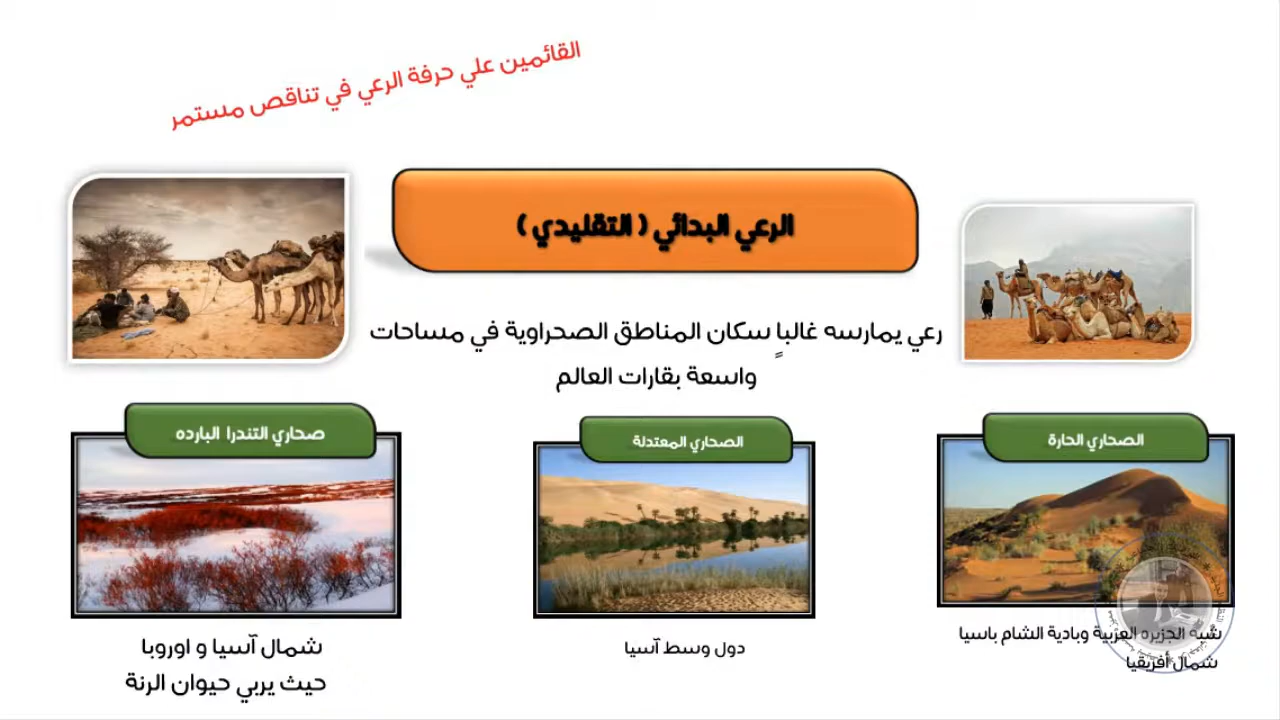 القائمين علي حرفة الرعي في تناقص مستمر
الرعي البدائي ( التقليدي )
رعي يمارسه غالباً سكان المناطق الصحراوية في مساحات
واسعة بقارات العالم
الصحاري الحارة
شبه الجزيره العربية وبادية الشام باسيا
شمال أفريقيا
الصحاري المعتدلة
دول وسط آسيا
صحاري التندرا البارده
شمال آسيا و اوروبا
حيث يربي حيوان الرنة